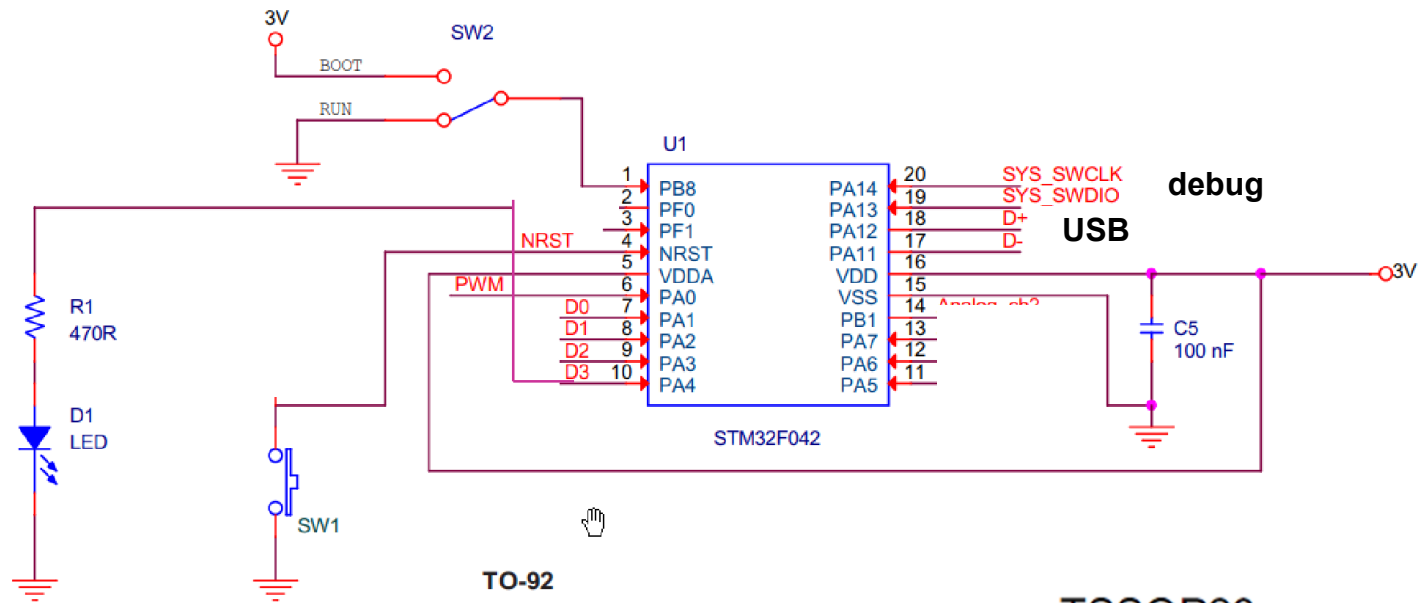 3V
SW2
BOOT
RUN
U1
1 PB8
2 PF0
3 PF1
NRST 4 NRST
5 VDDA
PWM 6 PA0
D0 7 PA1
D1 8 PA2
D2 9 PA3
D3 10 PA4
PA14 20 SYS_SWCLK
PA13 19 SYS_SWDIO
debug
PA12 18 D+
USB
PA11 17 D-
VDD 16
3V
VSS 15
PB1 14
PA7 13
PA6 12
PA5 11
R1
470R
C5
100 nF
D1
LED
STM32F042
SW1
TO-92